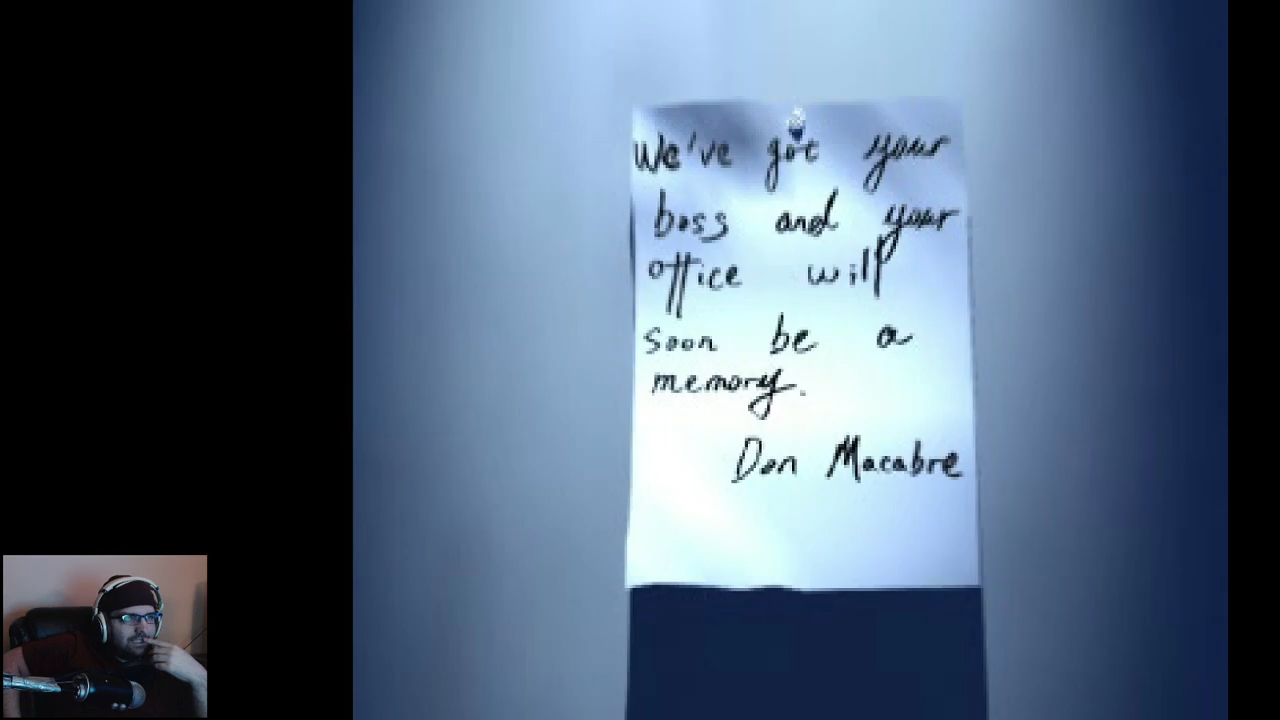 We've got your
boss and your
office will
soon be a
memory.
Don Macabre